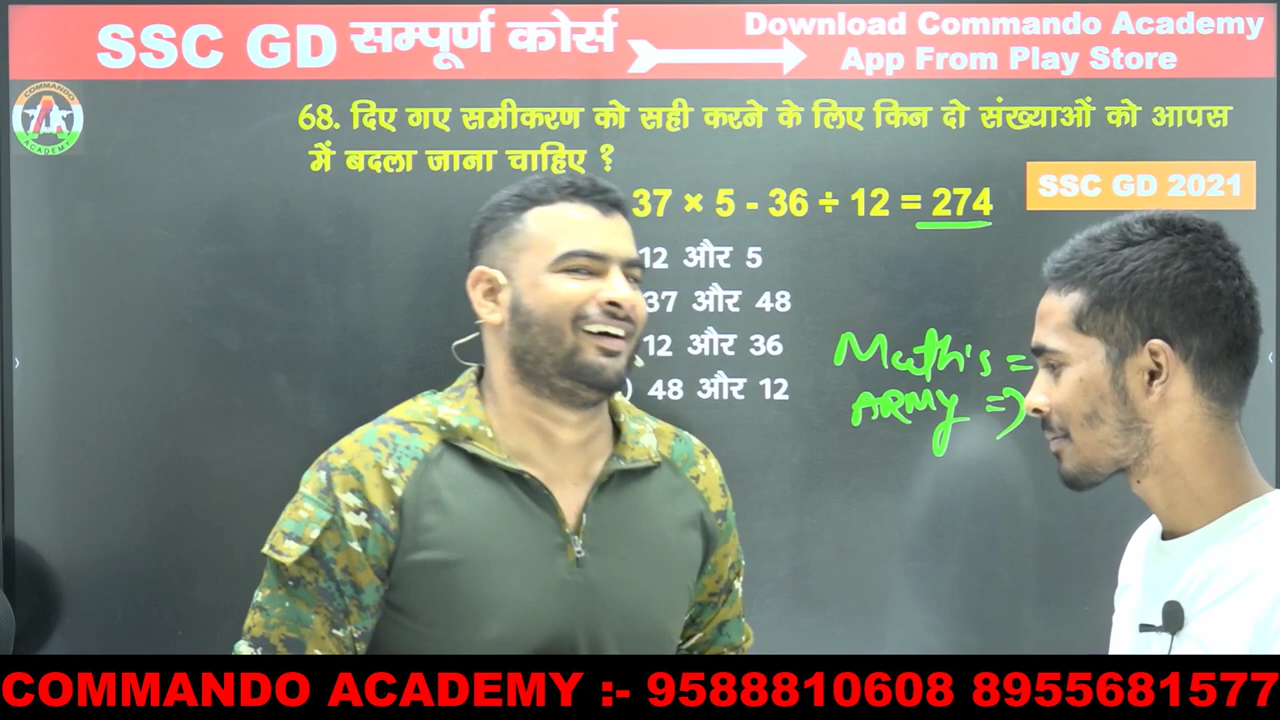 SSC GD सम्पूर्ण कोर्स
Download Commando Academy
App From Play Store
COMMANDO
ACADEMY
68. दिए गए समीकरण को सही करने के लिए किन दो संख्याओं को आपस
में बदला जाना चाहिए ?
SSC GD 2021
37 × 5 - 36 ÷ 12 = 274
12 और 5
37 और 48
12 और 36
) 48 और 12
Math's =
ARMY =>
COMMANDO ACADEMY :- 9588810608 8955681577